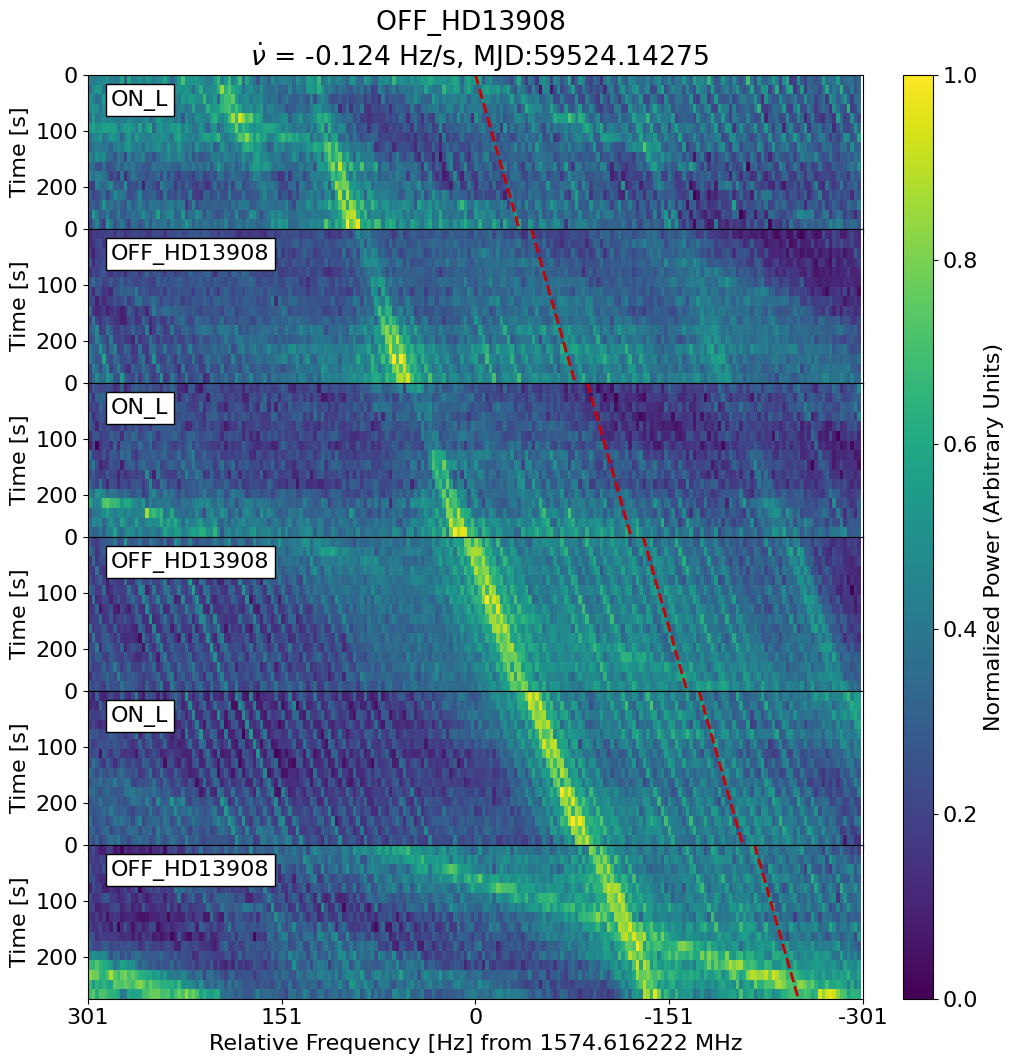 OFF_HD13908
ν̇ = -0.124 Hz/s, MJD:59524.14275
0
ON_L
100
Time [s]
200
0
OFF_HD13908
100
Time [s]
200
0
ON_L
100
Time [s]
200
0
OFF_HD13908
100
Time [s]
200
0
ON_L
100
Time [s]
200
0
OFF_HD13908
100
Time [s]
200
301 151 0 -151 -301
Relative Frequency [Hz] from 1574.616222 MHz
1.0
0.8
0.6
0.4
0.2
0.0
Normalized Power (Arbitrary Units)